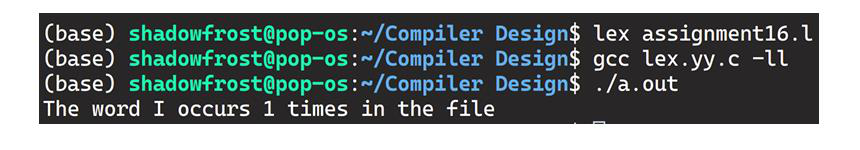 (base) shadowfrost@pop-os:~/Compiler Design$ lex assignment16.l
(base) shadowfrost@pop-os:~/Compiler Design$ gcc lex.yy.c -ll
(base) shadowfrost@pop-os:~/Compiler Design$ ./a.out
The word I occurs 1 times in the file